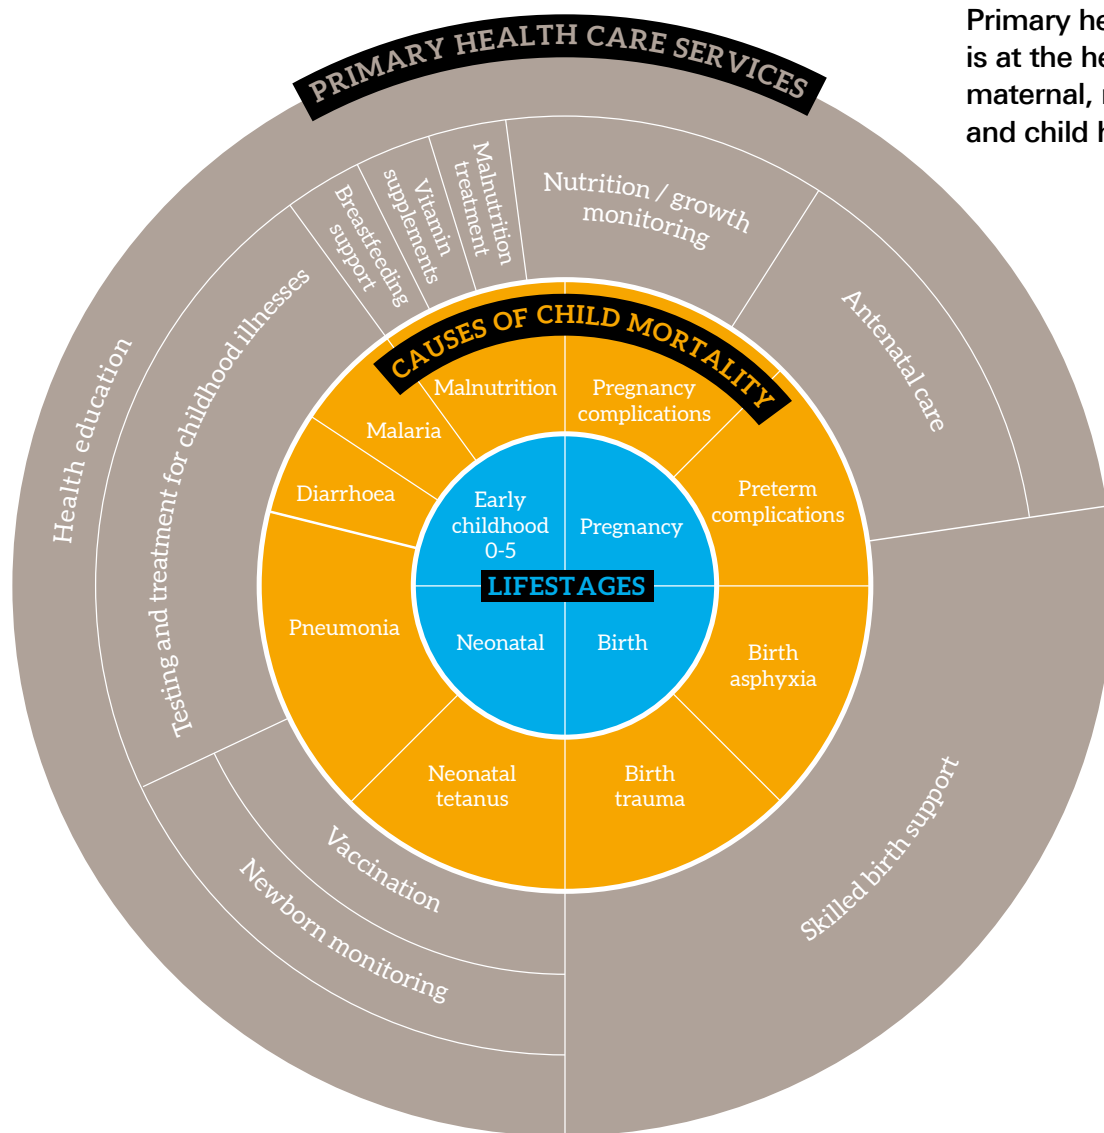 PRIMARY HEALTH CARE SERVICES
Primary he
is at the he
maternal, n
and child h
Malnutrition
treatment
Vitamin
supplements
Breastfeeding
support
Nutrition / growth
monitoring
Antenatal care
Health education
Testing and treatment for childhood illnesses
CAUSES OF CHILD MORTALITY
Malnutrition
Pregnancy
complications
Malaria
Diarrhoea
Preterm
complications
Early
childhood
0-5
Pregnancy
LIFESTAGES
Neonatal
Birth
Pneumonia
Birth
asphyxia
Neonatal
tetanus
Birth
trauma
Vaccination
Newborn monitoring
Skilled birth support